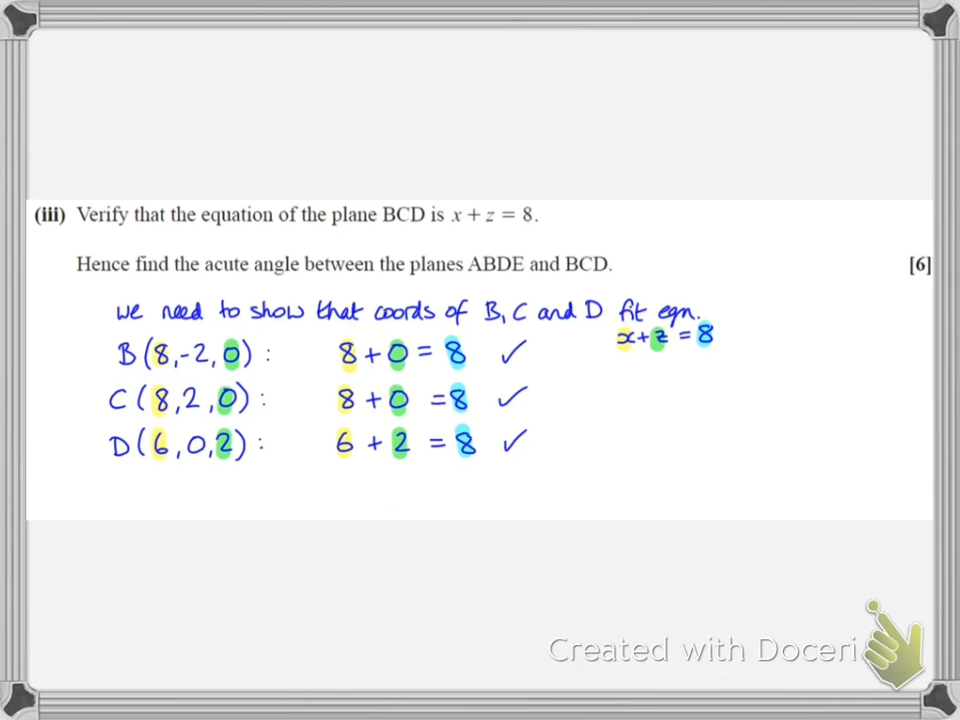 (iii) Verify that the equation of the plane BCD is x + z = 8.
Hence find the acute angle between the planes ABDE and BCD. [6]
we need to show that coords of B, C and D fit eqn.
x + z = 8
B (8, -2, 0) : 8 + 0 = 8 ✓
C (8, 2, 0) : 8 + 0 = 8 ✓
D (6, 0, 2) : 6 + 2 = 8 ✓
Created with Doceri